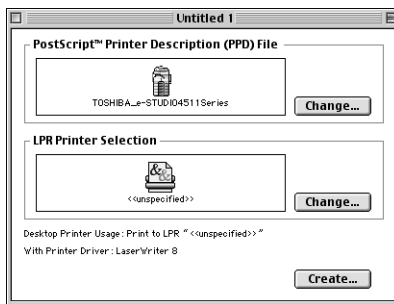 Untitled 1
PostScript™ Printer Description (PPD) File
TOSHIBA_e-STUDIO4511Series
Change...
LPR Printer Selection
<<unspecified>>
Change...
Desktop Printer Usage: Print to LPR "<<unspecified>>"
With Printer Driver: LaserWriter 8
Create...